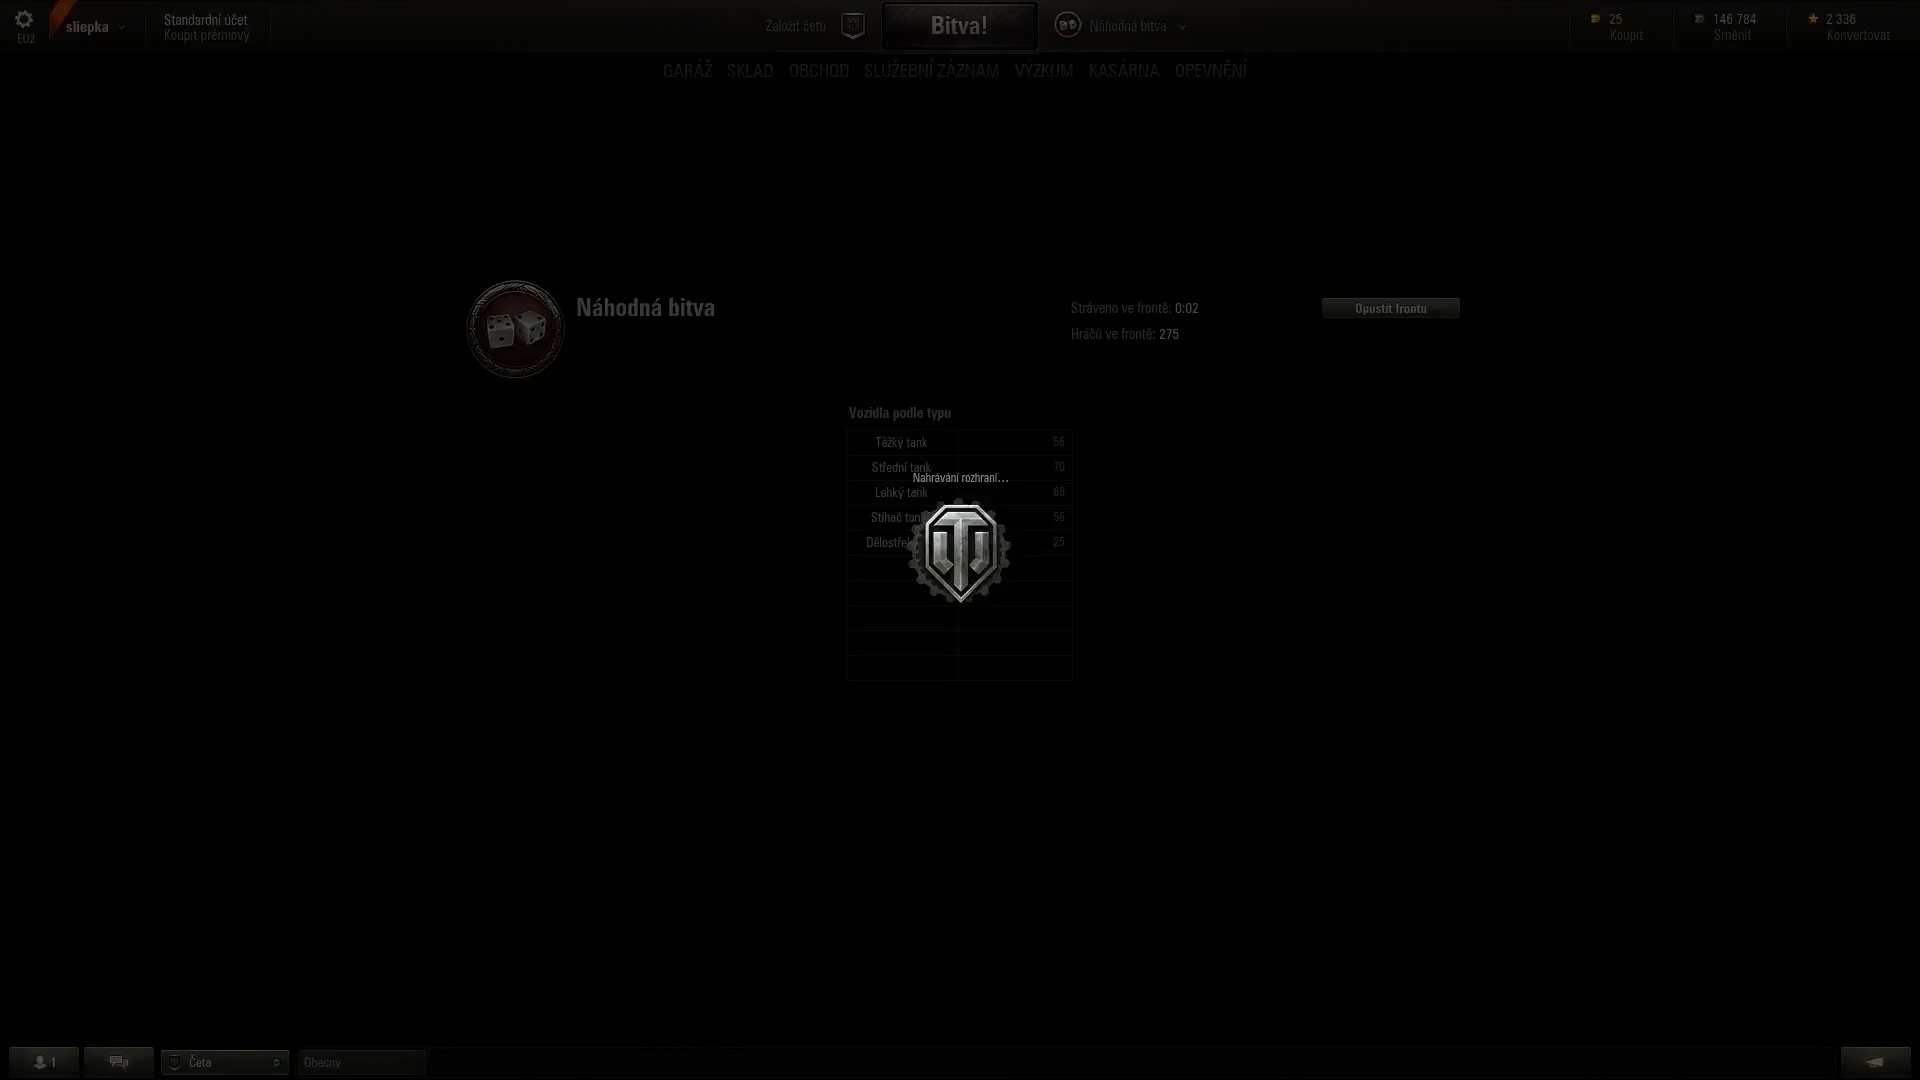 EU2
sliepka
Standardní účet
Koupit prémiový
Založit četu
Bitva!
Náhodná bitva
25
Koupit
146 784
Směnit
2 336
Konvertovat
GARÁŽ SKLAD OBCHOD SLUŽEBNÍ ZÁZNAM VÝZKUM KASÁRNA OPEVNĚNÍ
Náhodná bitva
Stráveno ve frontě: 0:02
Hráčů ve frontě: 275
Opustit frontu
Vozidla podle typu
Těžký tank 56
Střední tank 70
Nahrávání rozhraní...
Lehký tank 68
Stíhač 56
25
1
Četa
Obecný